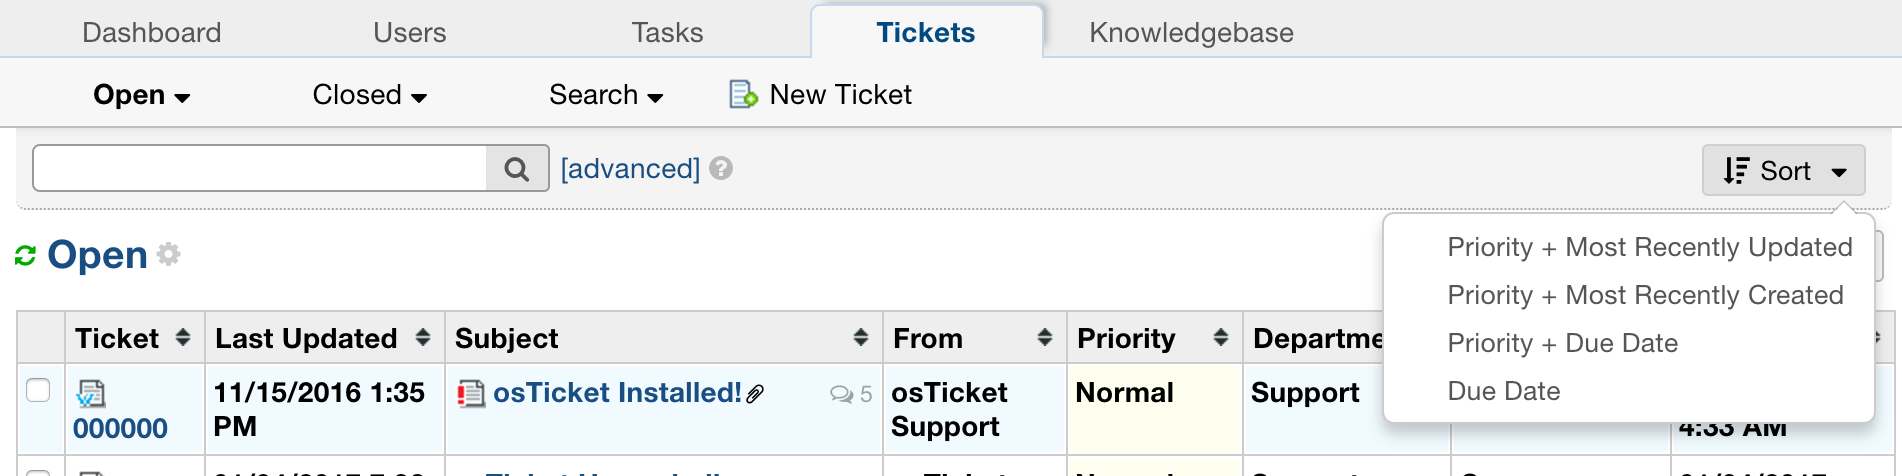 Dashboard Users Tasks Tickets Knowledgebase
Open Closed Search New Ticket
[advanced] ? Sort
Priority + Most Recently Updated
Priority + Most Recently Created
Priority + Due Date
Due Date
Open
Ticket Last Updated Subject From Priority Departme
11/15/2016 1:35 osTicket Installed! 5 osTicket Normal Support
000000 PM Support 4:33 AM